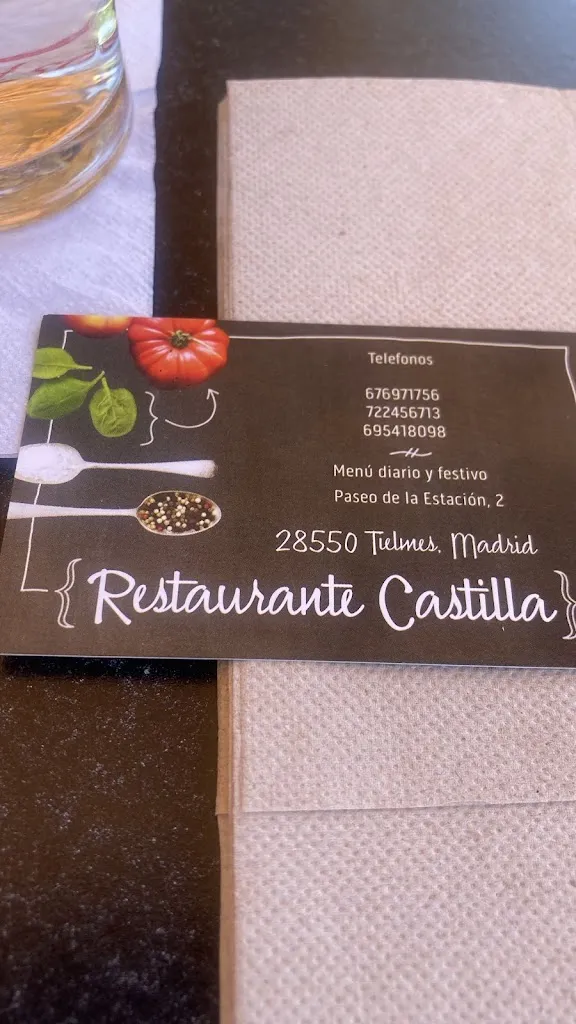 Telefonos
676971756
722456713
695418098
Menú diario y festivo
Paseo de la Estación, 2
28550 Tielmes, Madrid
Restaurante Castilla